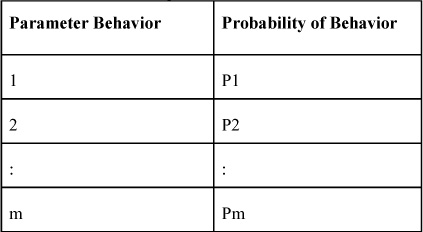 Parameter Behavior Probability of Behavior
1 P1
2 P2
: :
m Pm